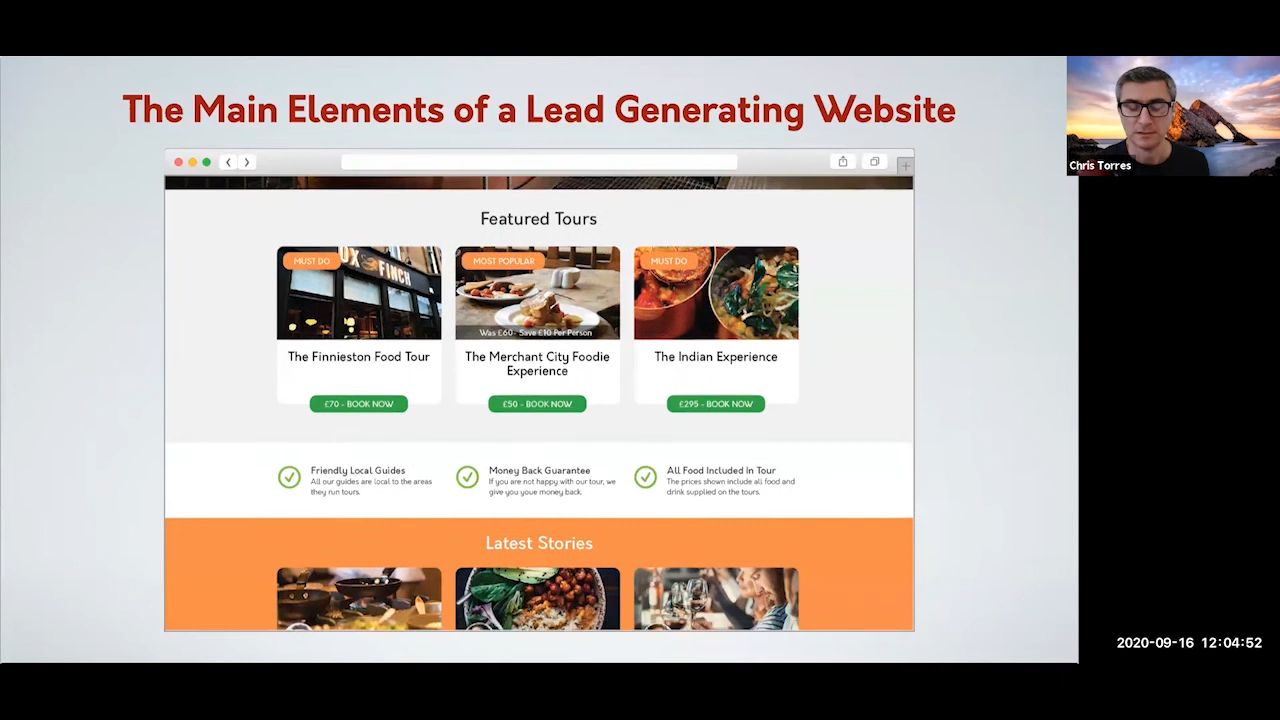 The Main Elements of a Lead Generating Website
Chris Torres
Featured Tours
MUST DO
MOST POPULAR
MUST DO
OX FINCH
Was £60- Save £10 Per Person
The Finnieston Food Tour
The Merchant City Foodie
Experience
The Indian Experience
£70 - BOOK NOW
£50 - BOOK NOW
£295 - BOOK NOW
Friendly Local Guides
All our guides are local to the areas
they run tours.
Money Back Guarantee
If you are not happy with our tour, we
give you youe money back.
All Food Included in Tour
The prices shown include all food and
drink supplied on the tours.
Latest Stories
2020-09-16 12:04:52